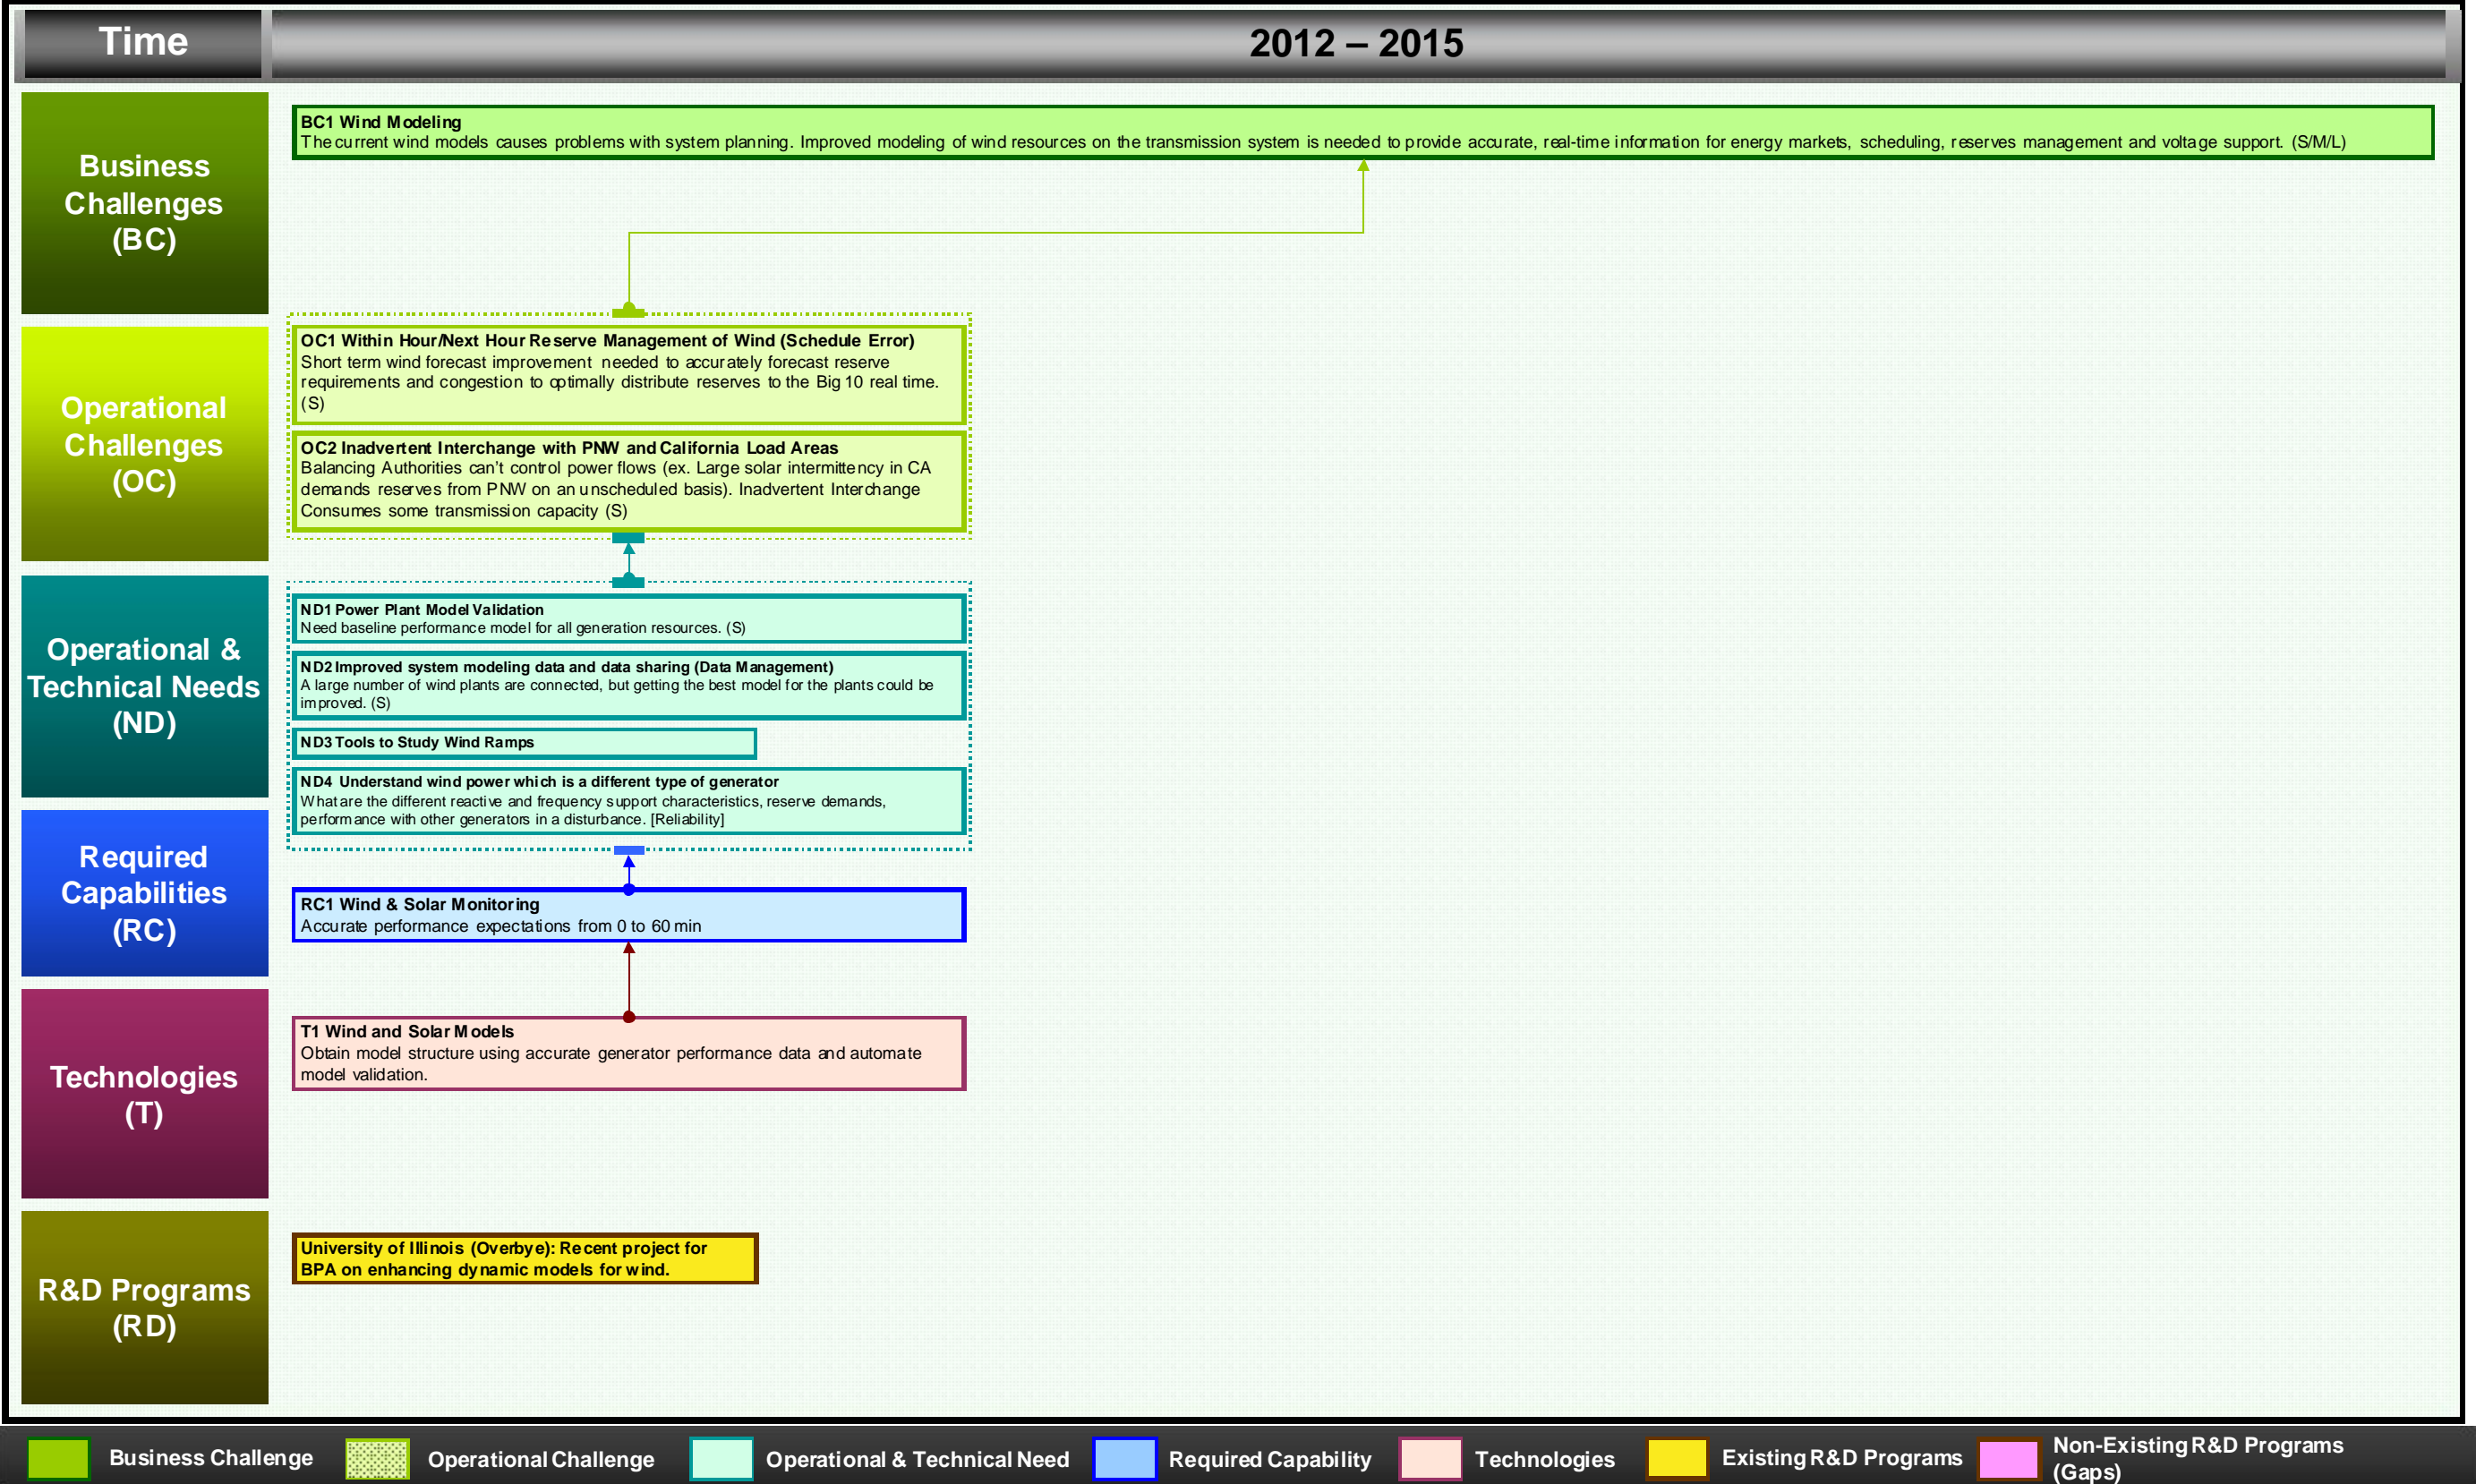 Time
2012 – 2015
Business
Challenges
(BC)
BC1 Wind Modeling
The current wind models causes problems with system planning. Improved modeling of wind resources on the transmission system is needed to provide accurate, real-time information for energy markets, scheduling, reserves management and voltage support. (S/M/L)
Operational
Challenges
(OC)
OC1 Within Hour/Next Hour Reserve Management of Wind (Schedule Error)
Short term wind forecast improvement needed to accurately forecast reserve
requirements and congestion to optimally distribute reserves to the Big 10 real time.
(S)
OC2 Inadvertent Interchange with PNW and California Load Areas
Balancing Authorities can't control power flows (ex. Large solar intermittency in CA
demands reserves from PNW on an unscheduled basis). Inadvertent Interchange
Consumes some transmission capacity (S)
Operational &
Technical Needs
(ND)
ND1 Power Plant Model Validation
Need baseline performance model for all generation resources. (S)
ND2 Improved system modeling data and data sharing (Data Management)
A large number of wind plants are connected, but getting the best model for the plants could be
improved. (S)
ND3 Tools to Study Wind Ramps
ND4 Understand wind power which is a different type of generator
What are the different reactive and frequency support characteristics, reserve demands,
performance with other generators in a disturbance. [Reliability]
Required
Capabilities
(RC)
RC1 Wind & Solar Monitoring
Accurate performance expectations from 0 to 60 min
Technologies
(T)
T1 Wind and Solar Models
Obtain model structure using accurate generator performance data and automate
model validation.
R&D Programs
(RD)
University of Illinois (Overbye): Recent project for
BPA on enhancing dynamic models for wind.
Business Challenge
Operational Challenge
Operational & Technical Need
Required Capability
Technologies
Existing R&D Programs
Non-Existing R&D Programs
(Gaps)